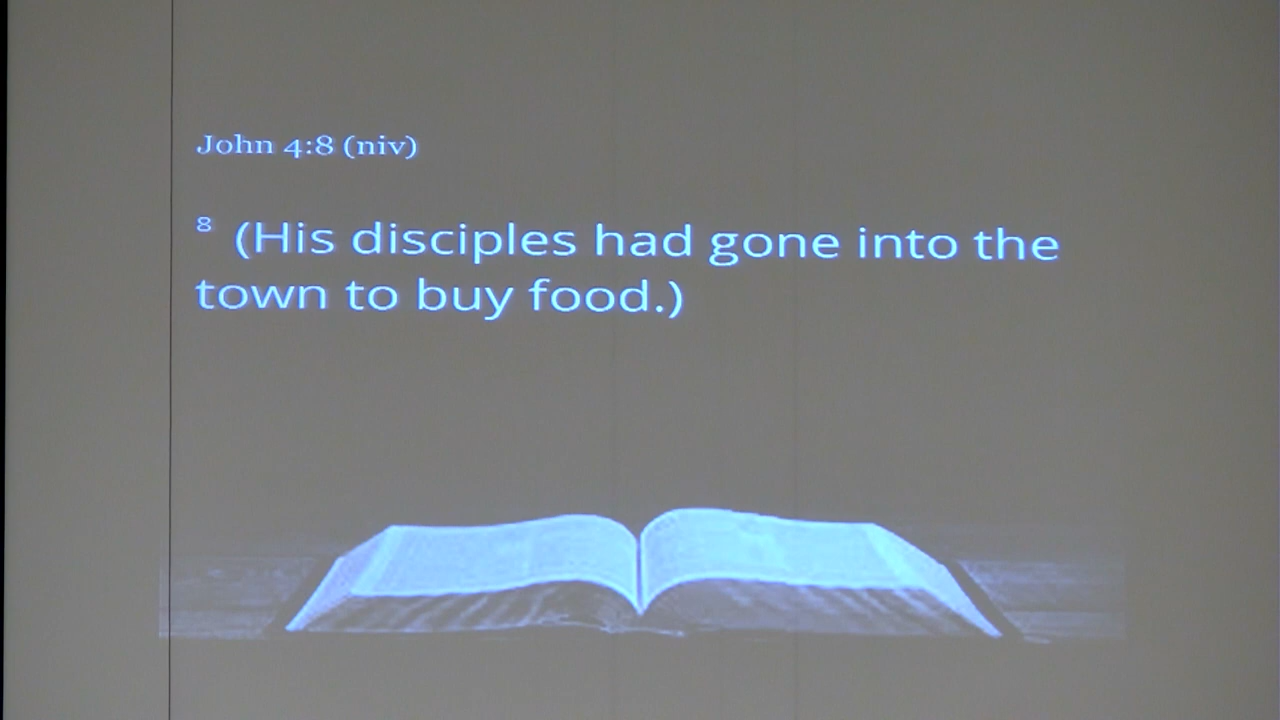 John 4:8 (niv)
8 (His disciples had gone into the
town to buy food.)